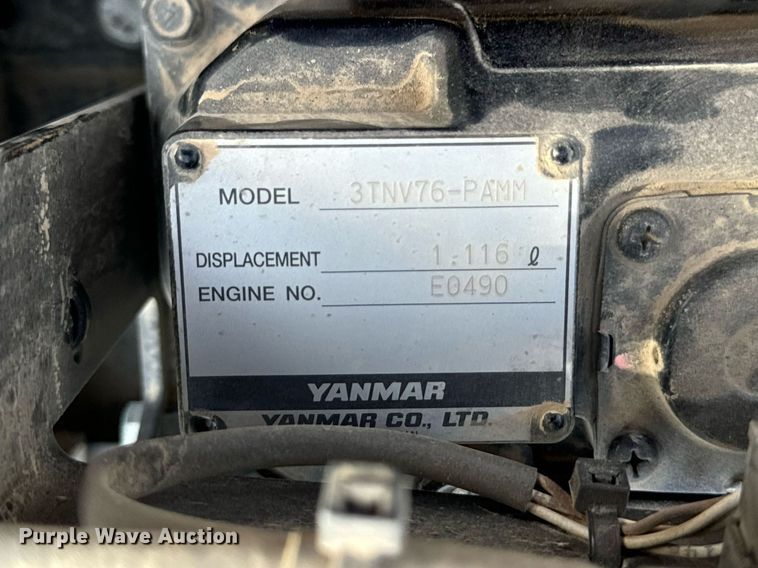 MODEL 3TNV76-PAMM
DISPLACEMENT 1.116 ℓ
ENGINE NO. E0490
YANMAR
YANMAR CO., LTD.
Purple Wave Auction